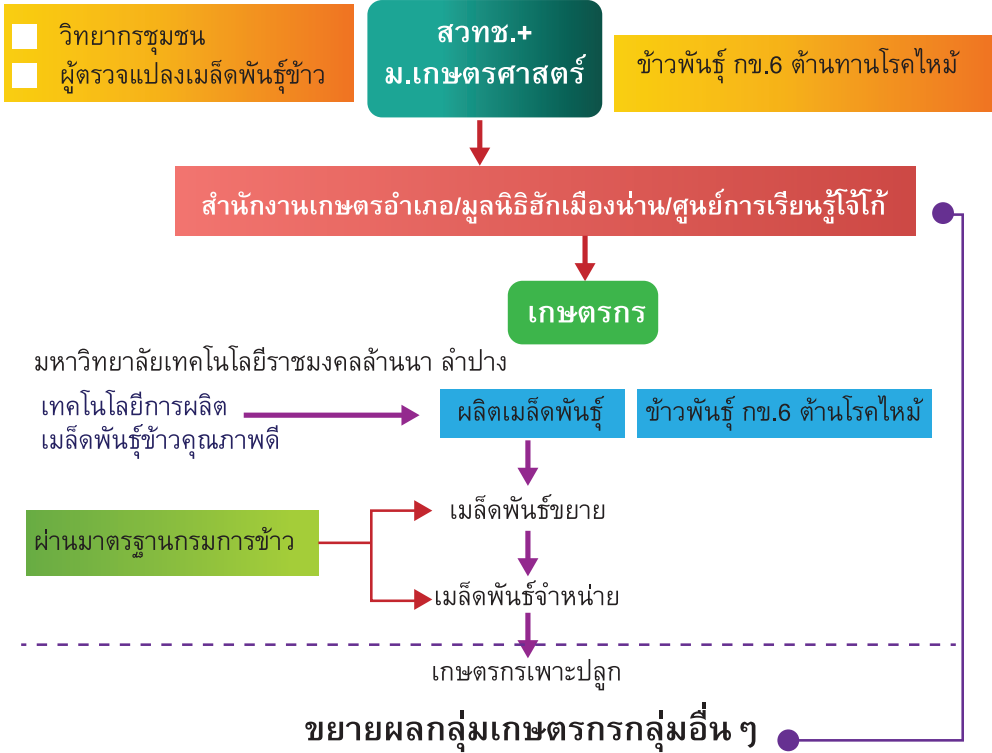 วิทยากรชุมชน
ผู้ตรวจแปลงเมล็ดพันธุ์ข้าว
สวทช.+
ม.เกษตรศาสตร์
ข้าวพันธุ์ กข.6 ต้านทานโรคไหม้
สำนักงานเกษตรอำเภอ/มูลนิธิฮักเมืองน่าน/ศูนย์การเรียนรู้โจ้โก้
เกษตรกร
มหาวิทยาลัยเทคโนโลยีราชมงคลล้านนา ลำปาง
เทคโนโลยีการผลิต
เมล็ดพันธุ์ข้าวคุณภาพดี
ผลิตเมล็ดพันธุ์
ข้าวพันธุ์ กข.6 ต้านโรคไหม้
เมล็ดพันธ์ขยาย
ผ่านมาตรฐานกรมการข้าว
เมล็ดพันธ์จำหน่าย
เกษตรกรเพาะปลูก
ขยายผลกลุ่มเกษตรกรกลุ่มอื่น ๆ